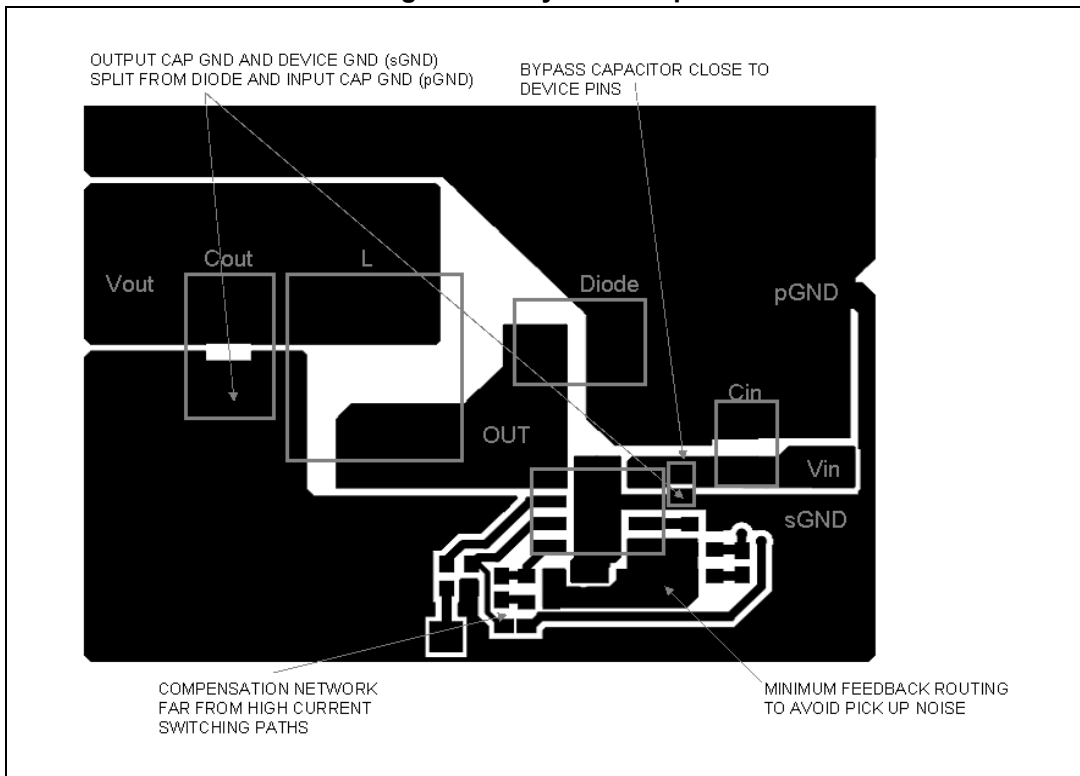 OUTPUT CAP GND AND DEVICE GND (sGND)
SPLIT FROM DIODE AND INPUT CAP GND (pGND)
BYPASS CAPACITOR CLOSE TO
DEVICE PINS
Cout
L
Vout
Diode
pGND
Cin
OUT
Vin
sGND
COMPENSATION NETWORK
FAR FROM HIGH CURRENT
SWITCHING PATHS
MINIMUM FEEDBACK ROUTING
TO AVOID PICK UP NOISE